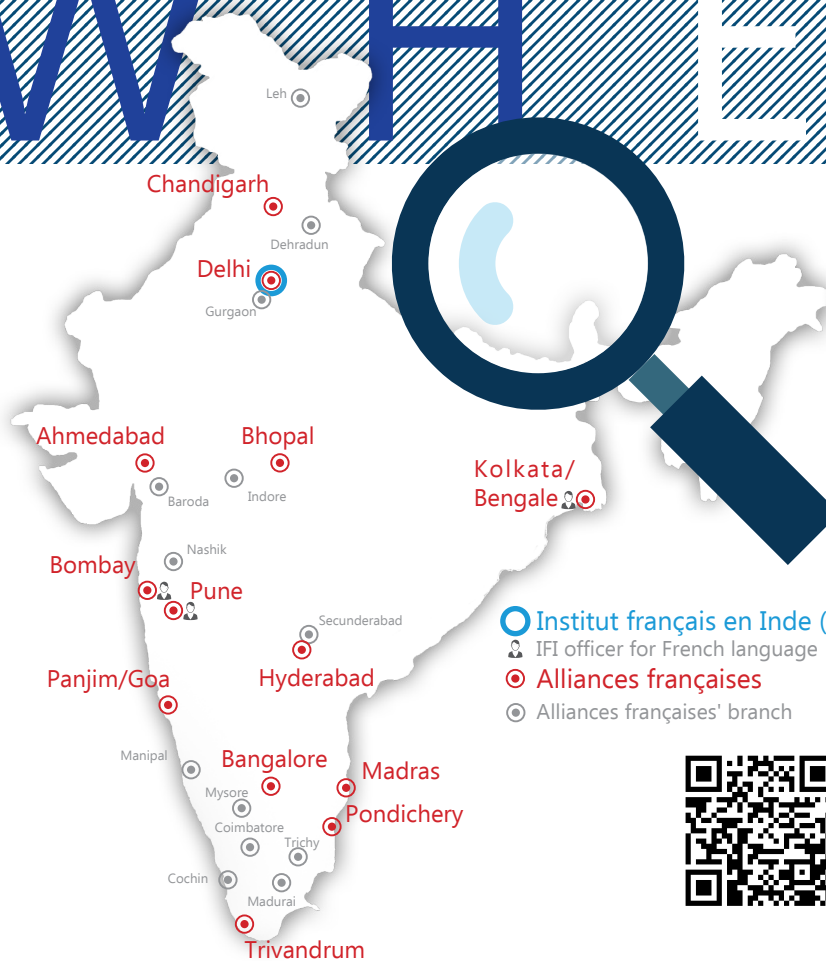 W H E
Leh
Chandigarh
Dehradun
Delhi
Gurgaon
Ahmedabad
Bhopal
Baroda
Indore
Kolkata/
Bengale
Nashik
Bombay
Pune
Secunderabad
Hyderabad
Panjim/Goa
Institut français en Inde (
IFI officer for French language
Alliances françaises
Alliances françaises' branch
Manipal
Bangalore
Madras
Mysore
Pondichery
Coimbatore
Trichy
Cochin
Madurai
Trivandrum